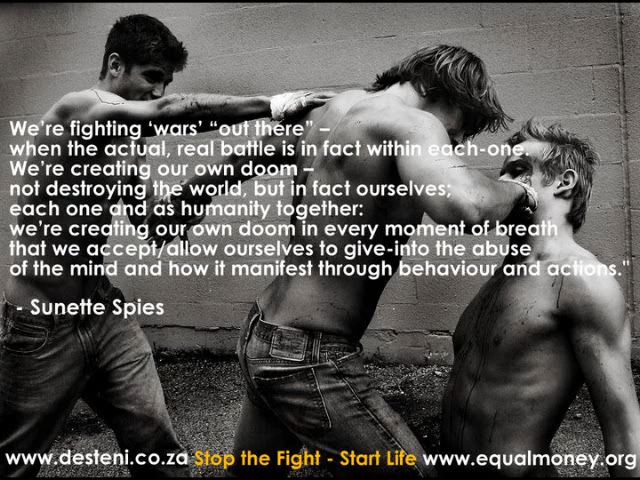 We're fighting 'wars' "out there" –
when the actual, real battle is in fact within each-one.
We're creating our own doom –
not destroying the world, but in fact ourselves;
each one and as humanity together:
we're creating our own doom in every moment of breath
that we accept/allow ourselves to give-into the abuse
of the mind and how it manifest through behaviour and actions."
- Sunette Spies
www.desteni.co.za Stop the Fight - Start Life www.equalmoney.org